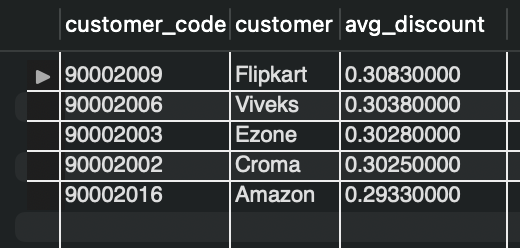 customer_code customer avg_discount
90002009 Flipkart 0.30830000
90002006 Viveks 0.30380000
90002003 Ezone 0.30280000
90002002 Croma 0.30250000
90002016 Amazon 0.29330000